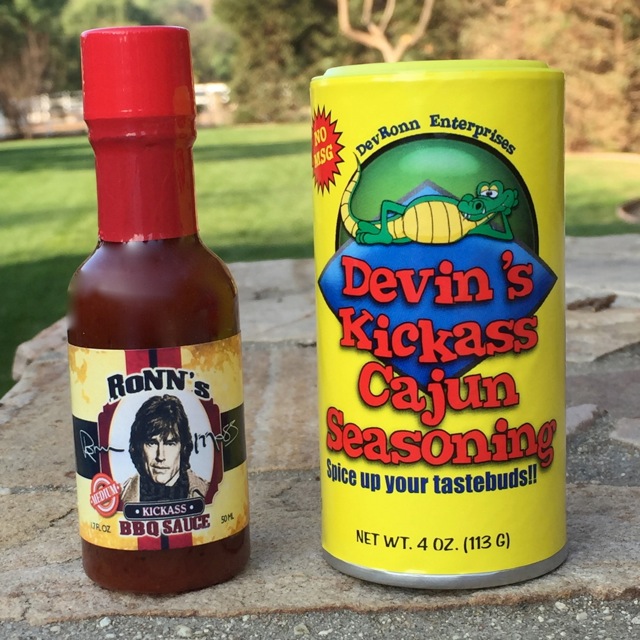 RONN'S
MEDIUM
KICKASS
BBQ SAUCE
1.7 FL OZ
50 ML
NO
MSG
DevRonn Enterprises
Devin's
Kickass
Cajun
Seasoning
Spice up your tastebuds!!
NET WT. 4 OZ. (113 G)